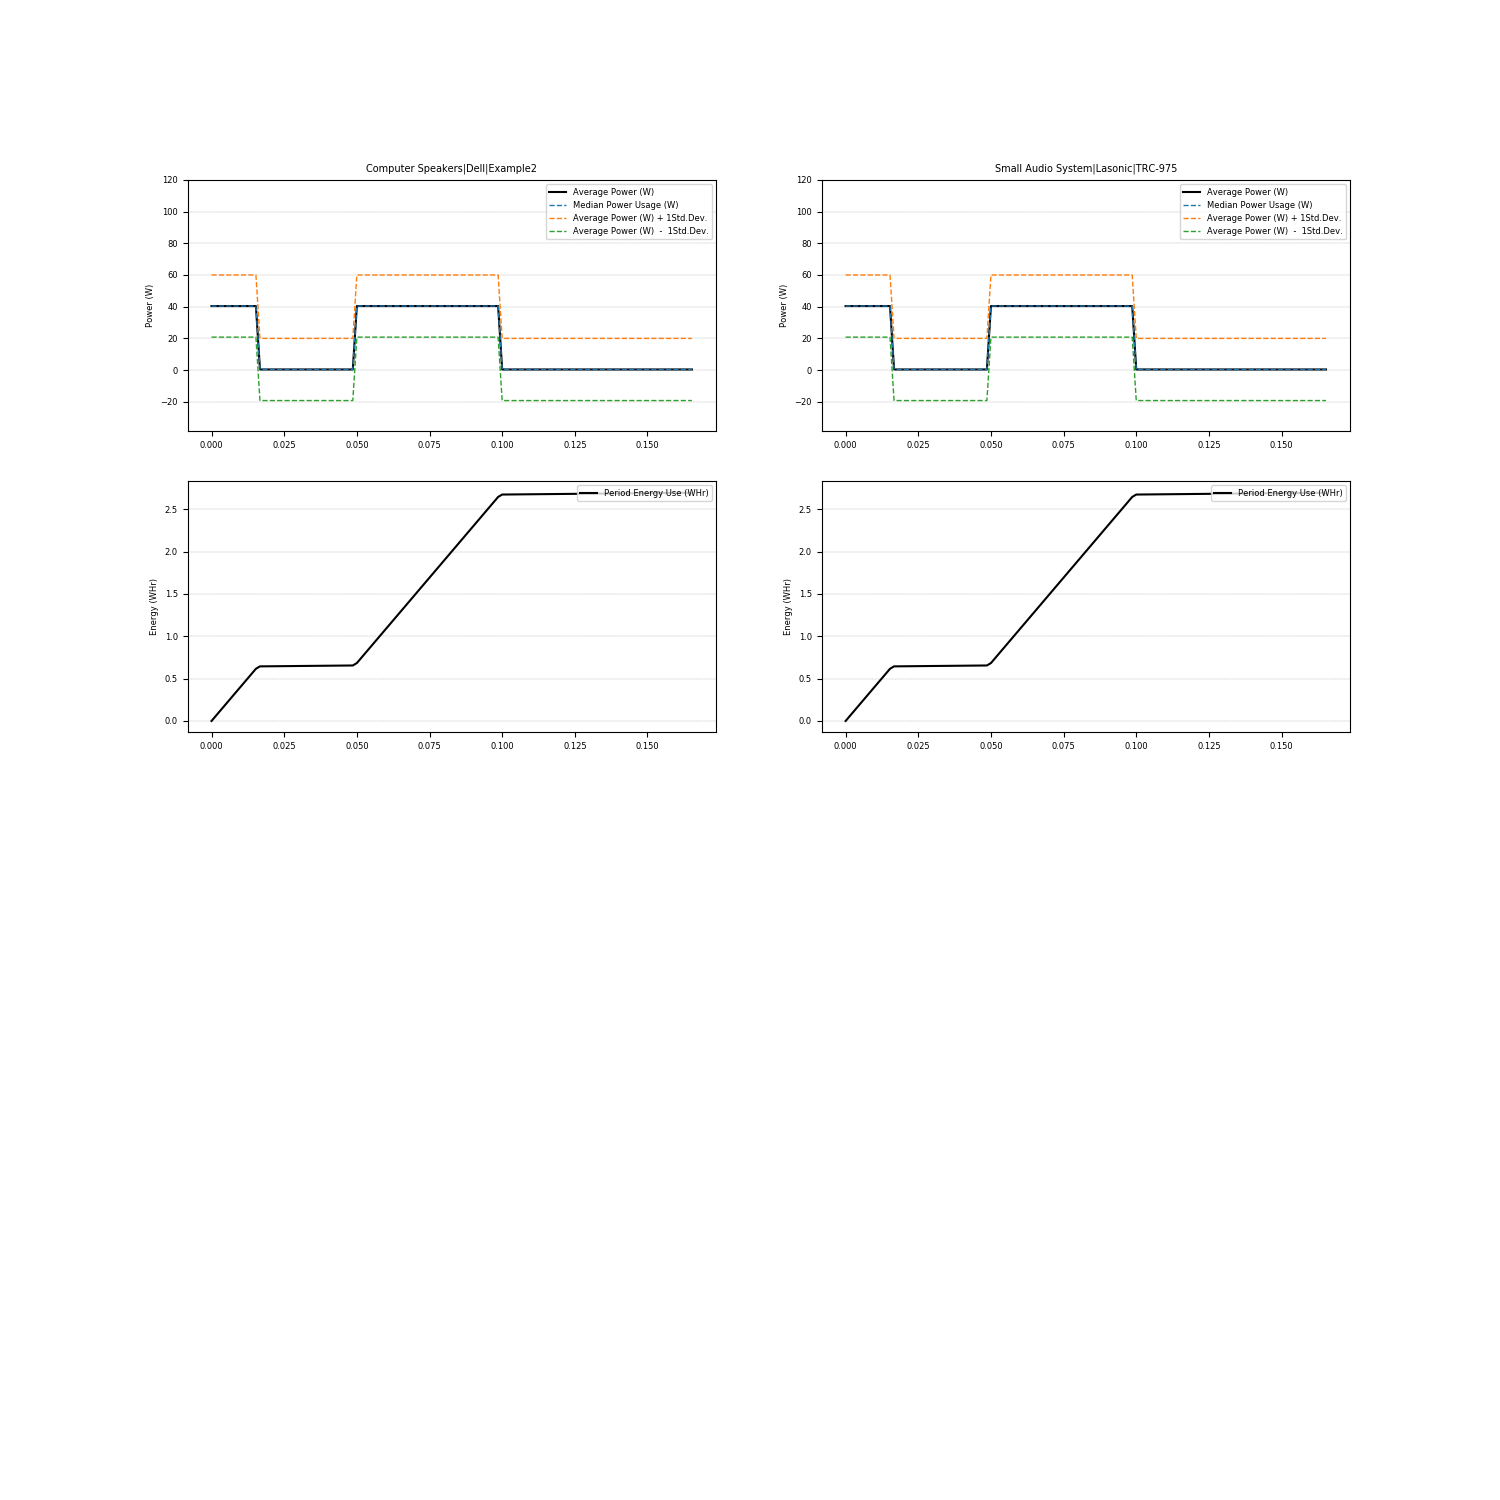 Computer Speakers|Dell|Example2
120
100
80
60
40
20
0
−20
Power (W)
Average Power (W)
Median Power Usage (W)
Average Power (W) + 1Std.Dev.
Average Power (W)  -  1Std.Dev.
0.000 0.025 0.050 0.075 0.100 0.125 0.150
Small Audio System|Lasonic|TRC-975
120
100
80
60
40
20
0
−20
Power (W)
Average Power (W)
Median Power Usage (W)
Average Power (W) + 1Std.Dev.
Average Power (W)  -  1Std.Dev.
0.000 0.025 0.050 0.075 0.100 0.125 0.150
2.5
2.0
1.5
1.0
0.5
0.0
Energy (WHr)
Period Energy Use (WHr)
0.000 0.025 0.050 0.075 0.100 0.125 0.150
2.5
2.0
1.5
1.0
0.5
0.0
Energy (WHr)
Period Energy Use (WHr)
0.000 0.025 0.050 0.075 0.100 0.125 0.150